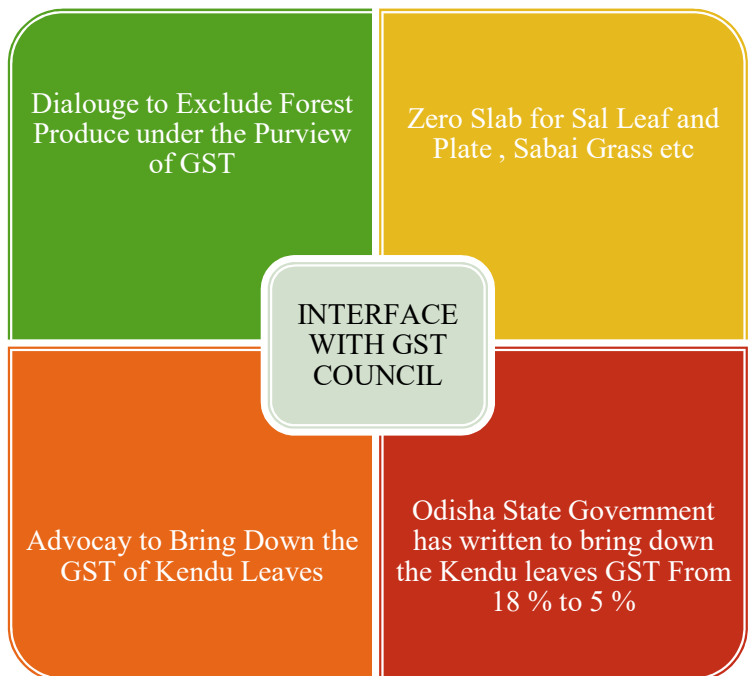 Dialouge to Exclude Forest
Produce under the Purview
of GST
Zero Slab for Sal Leaf and
Plate , Sabai Grass etc
INTERFACE
WITH GST
COUNCIL
Advocay to Bring Down the
GST of Kendu Leaves
Odisha State Government
has written to bring down
the Kendu leaves GST From
18 % to 5 %